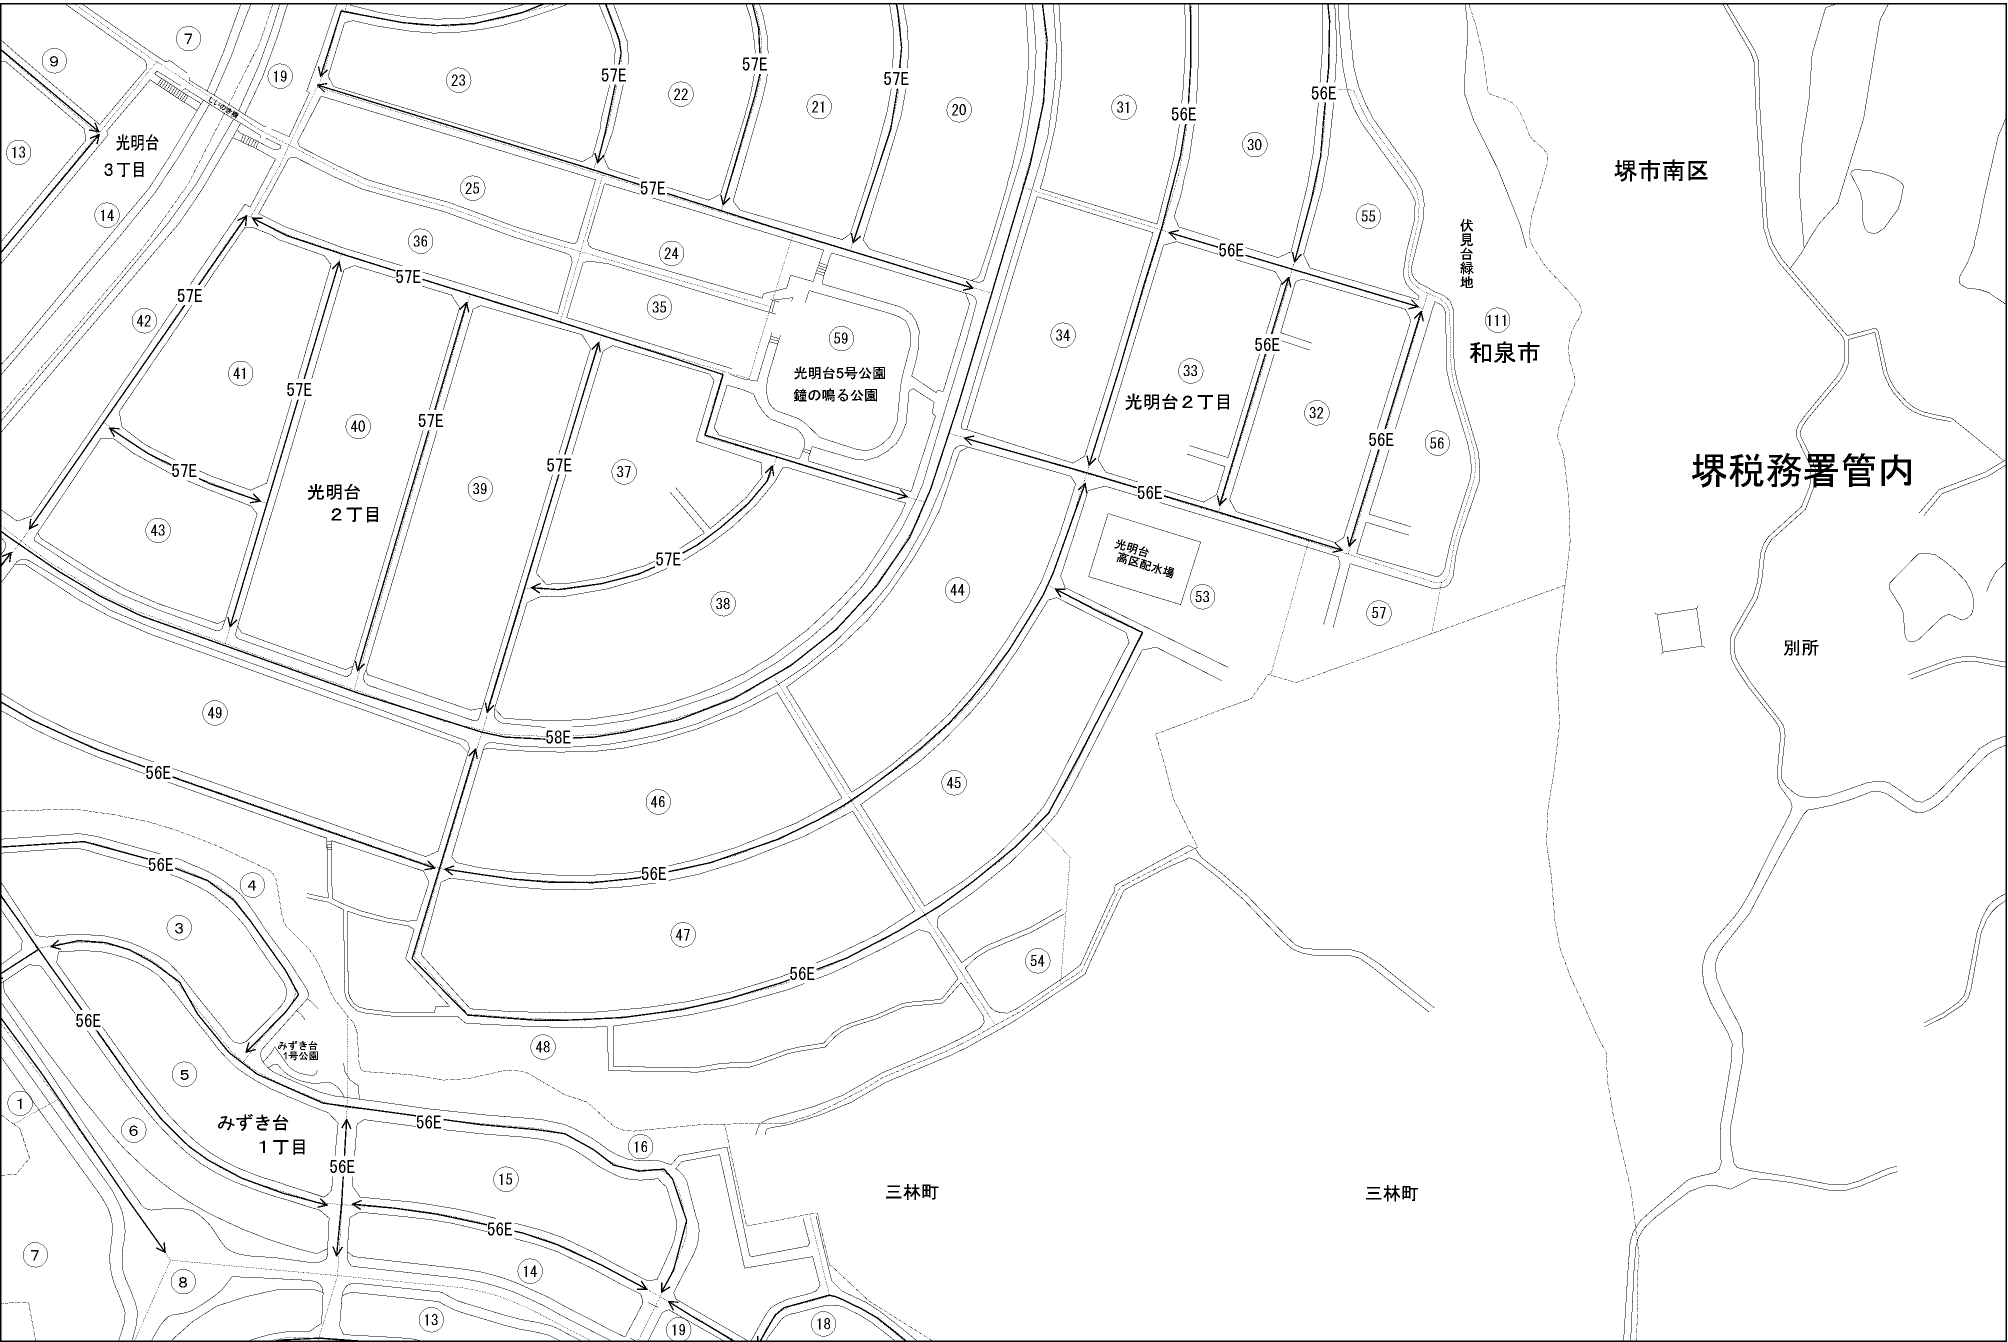 7
9
19
23
57E
22
57E
21
57E
20
31
56E
30
56E
しいの木橋
13
光明台
3丁目
14
25
57E
55
伏見台緑地
堺市南区
36
57E
24
56E
35
59
光明台5号公園
鐘の鳴る公園
34
33
光明台2丁目
56E
32
56E
56
111
和泉市
堺税務署管内
42
57E
41
57E
40
57E
57E
光明台
2丁目
43
39
57E
37
57E
38
44
56E
光明台
高区配水場
53
57
別所
49
58E
56E
46
45
56E
47
56E
54
48
56E
4
3
56E
みずき台
1号公園
5
1
6
みずき台
1丁目
56E
56E
16
15
56E
三林町
三林町
7
8
14
13
19
18